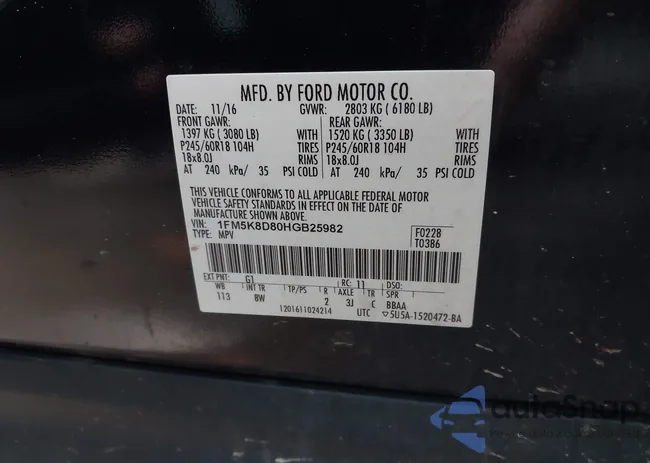 MFD. BY FORD MOTOR CO.
DATE: 11/16 GVWR: 2803 KG ( 6180 LB)
FRONT GAWR: REAR GAWR:
1397 KG ( 3080 LB) WITH 1520 KG ( 3350 LB) WITH
P245/60R18 104H TIRES P245/60R18 104H TIRES
18x8.0J RIMS 18x8.0J RIMS
AT 240 kPa/ 35 PSI COLD AT 240 kPa/ 35 PSI COLD
THIS VEHICLE CONFORMS TO ALL APPLICABLE FEDERAL MOTOR
VEHICLE SAFETY STANDARDS IN EFFECT ON THE DATE OF
MANUFACTURE SHOWN ABOVE.
VIN: 1FM5K8D80HGB25982 F0228
TYPE: MPV T0386
EXT PNT: G1 RC: 11 DSO:
WB INT TR TP/PS R AXLE TR SPR
113 8W 2 3J C BBAA
1201611024214 UTC ▽5U5A-1520472-BA
autoSnap